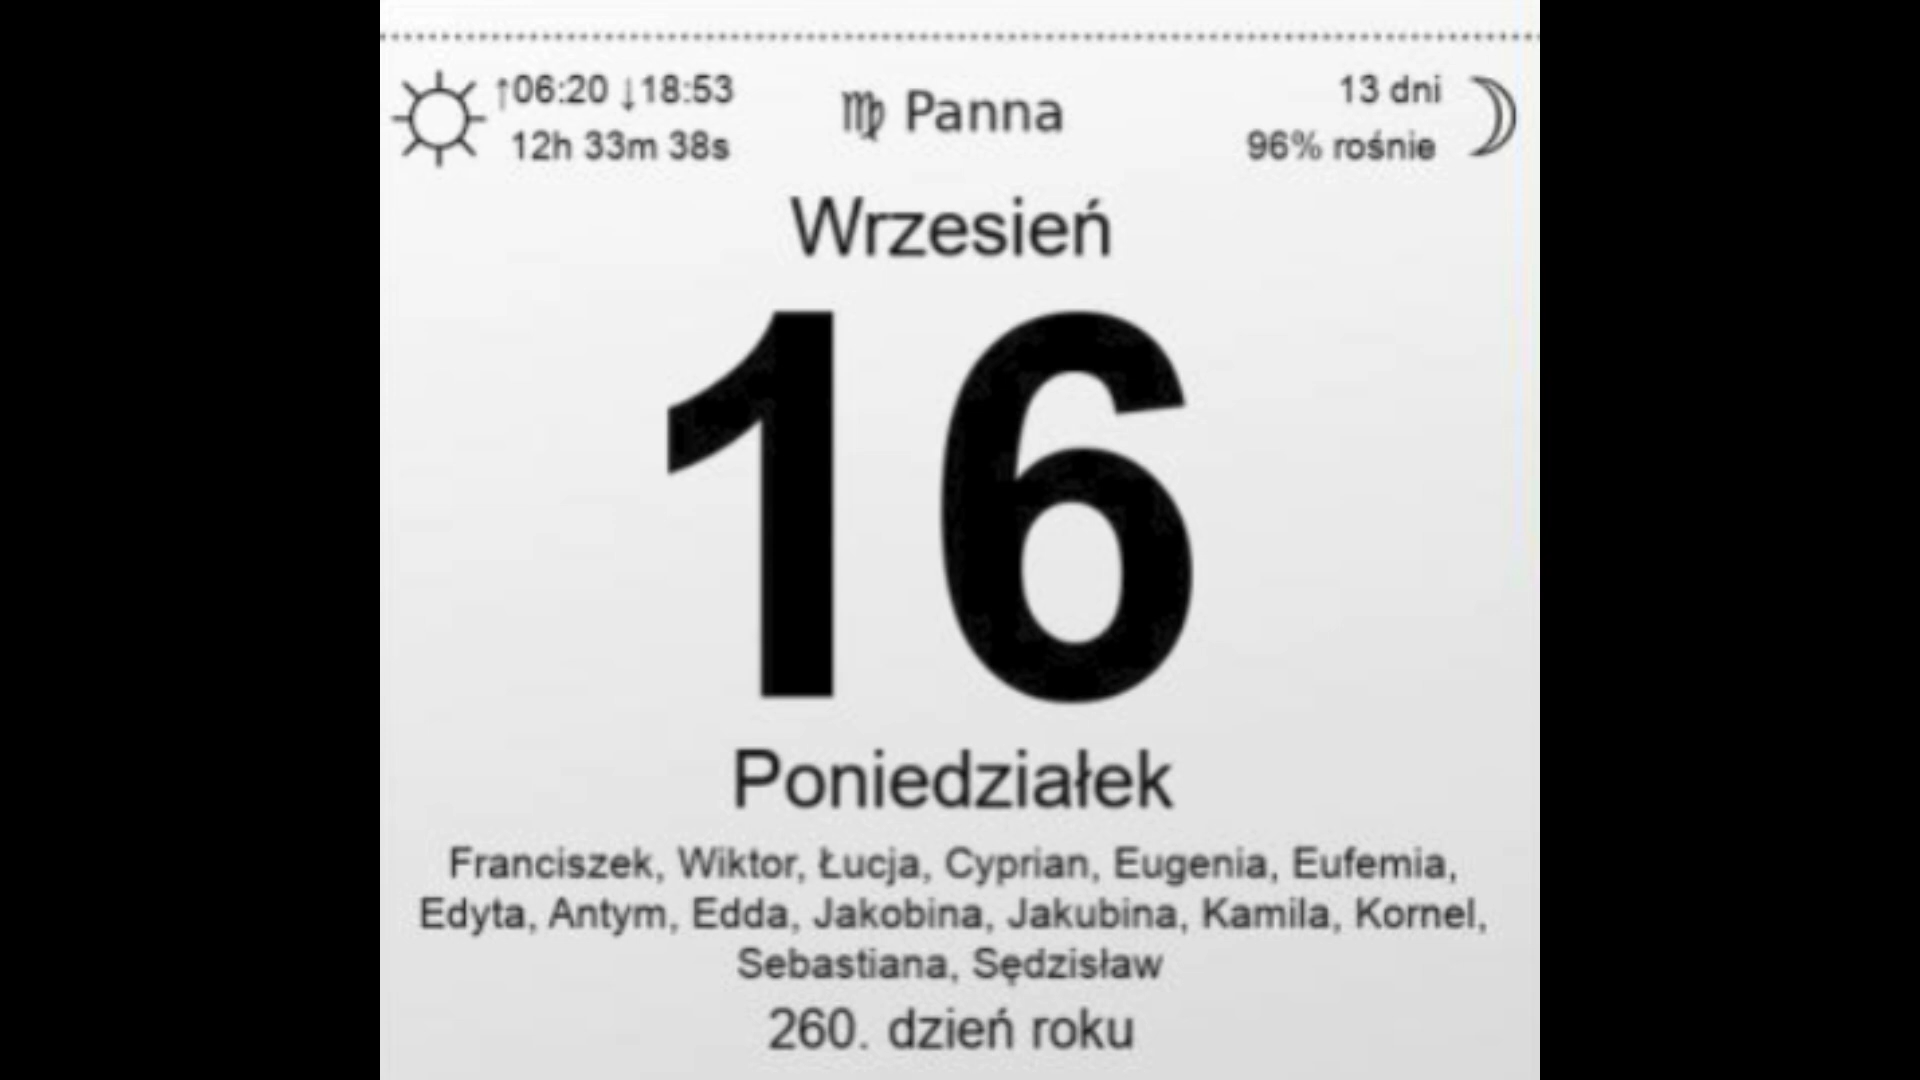 ↑06:20 ↓18:53
12h 33m 38s
♍ Panna
13 dni
96% rośnie
Wrzesień
16
Poniedziałek
Franciszek, Wiktor, Łucja, Cyprian, Eugenia, Eufemia,
Edyta, Antym, Edda, Jakobina, Jakubina, Kamila, Kornel,
Sebastiana, Sędzisław
260. dzień roku